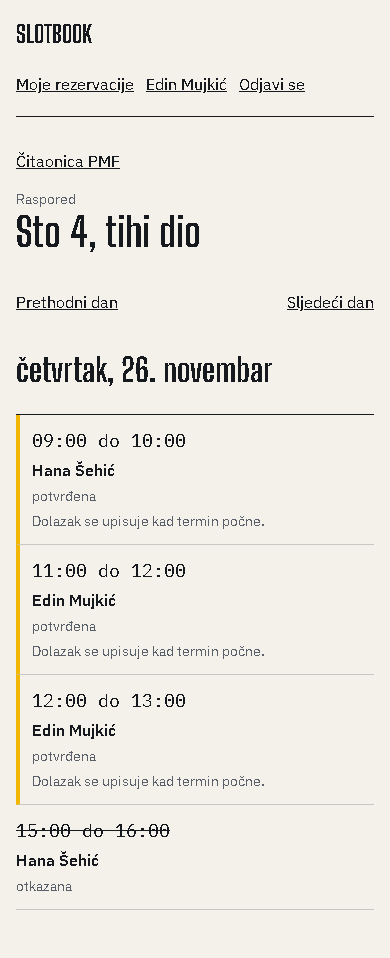 SLOTBOOK
Moje rezervacije Edin Mujkić Odjavi se
Čitaonica PMF
Raspored
Sto 4, tihi dio
Prethodni dan Sljedeći dan
četvrtak, 26. novembar
09:00 do 10:00
Hana Šehić
potvrđena
Dolazak se upisuje kad termin počne.
11:00 do 12:00
Edin Mujkić
potvrđena
Dolazak se upisuje kad termin počne.
12:00 do 13:00
Edin Mujkić
potvrđena
Dolazak se upisuje kad termin počne.
15:00 do 16:00
Hana Šehić
otkazana